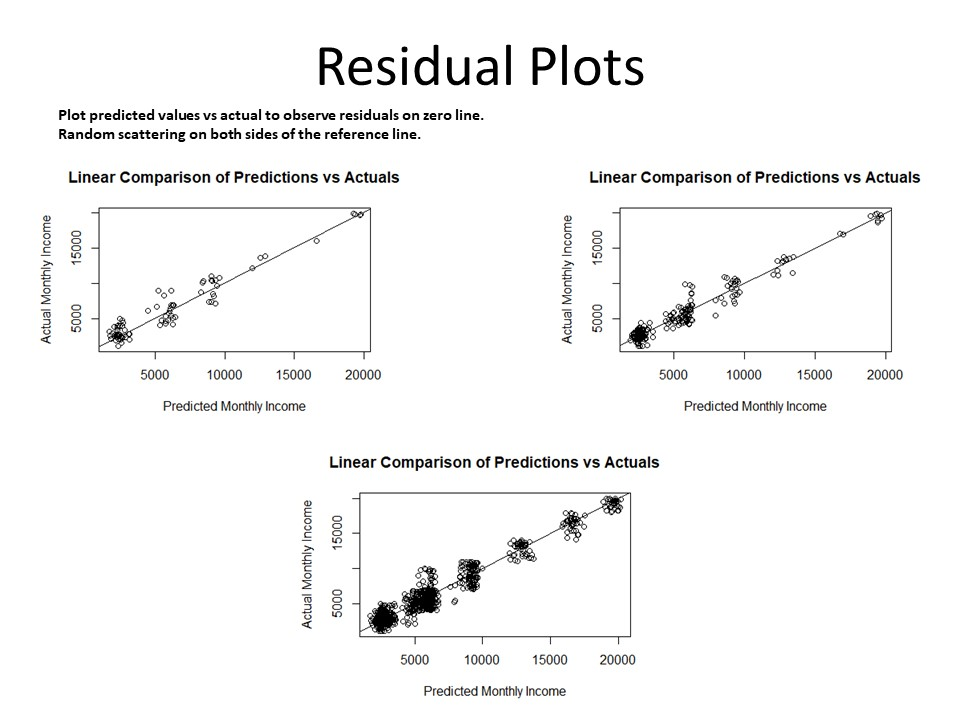 Residual Plots
Plot predicted values vs actual to observe residuals on zero line.
Random scattering on both sides of the reference line.
Linear Comparison of Predictions vs Actuals
Actual Monthly Income
15000
5000
5000 10000 15000 20000
Predicted Monthly Income
Linear Comparison of Predictions vs Actuals
Actual Monthly Income
15000
5000
5000 10000 15000 20000
Predicted Monthly Income
Linear Comparison of Predictions vs Actuals
Actual Monthly Income
15000
5000
5000 10000 15000 20000
Predicted Monthly Income